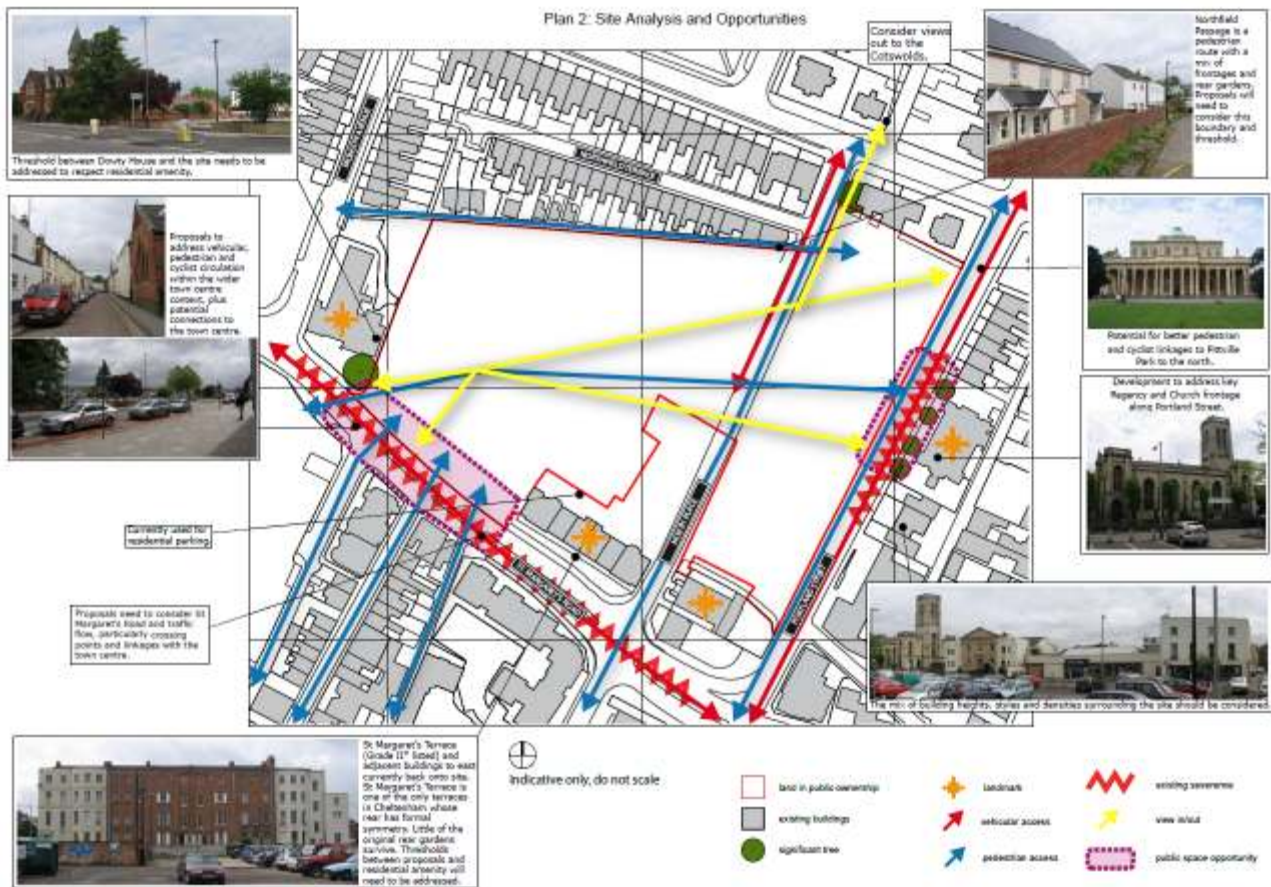 Plan 2: Site Analysis and Opportunities
Threshold between Dowty House and the site needs to be
addressed to respect residential amenity.
Consider views
out to the
Cotswolds.
Northfield
Passage is a
pedestrian
route with a
mix of
frontages and
rear gardens.
Proposals will
need to
consider this
boundary and
threshold.
Proposals to
address vehicular,
pedestrian and
cyclist circulation
within the wider
town centre
context, plus
potential
connections to
the town centre.
Potential for better pedestrian
and cyclist linkages to Pittville
Park to the north.
Development to address key
Regency and Church frontage
along Portland Street.
Currently used for
residential parking
Proposals need to consider St
Margaret's Road and traffic
flow, particularly crossing
points and linkages with the
town centre.
The mix of building heights, styles and densities surrounding the site should be considered.
St Margaret's Terrace
(Grade II* listed) and
adjacent buildings to east
currently back onto site.
St Margaret's Terrace is
one of the only terraces
in Cheltenham whose
rear has formal
symmetry. Little of the
original rear gardens
survive. Thresholds
between proposals and
residential amenity will
need to be addressed.
Indicative only, do not scale
land in public ownership
existing buildings
significant tree
landmark
vehicular access
pedestrian access
existing severence
view in/out
public space opportunity